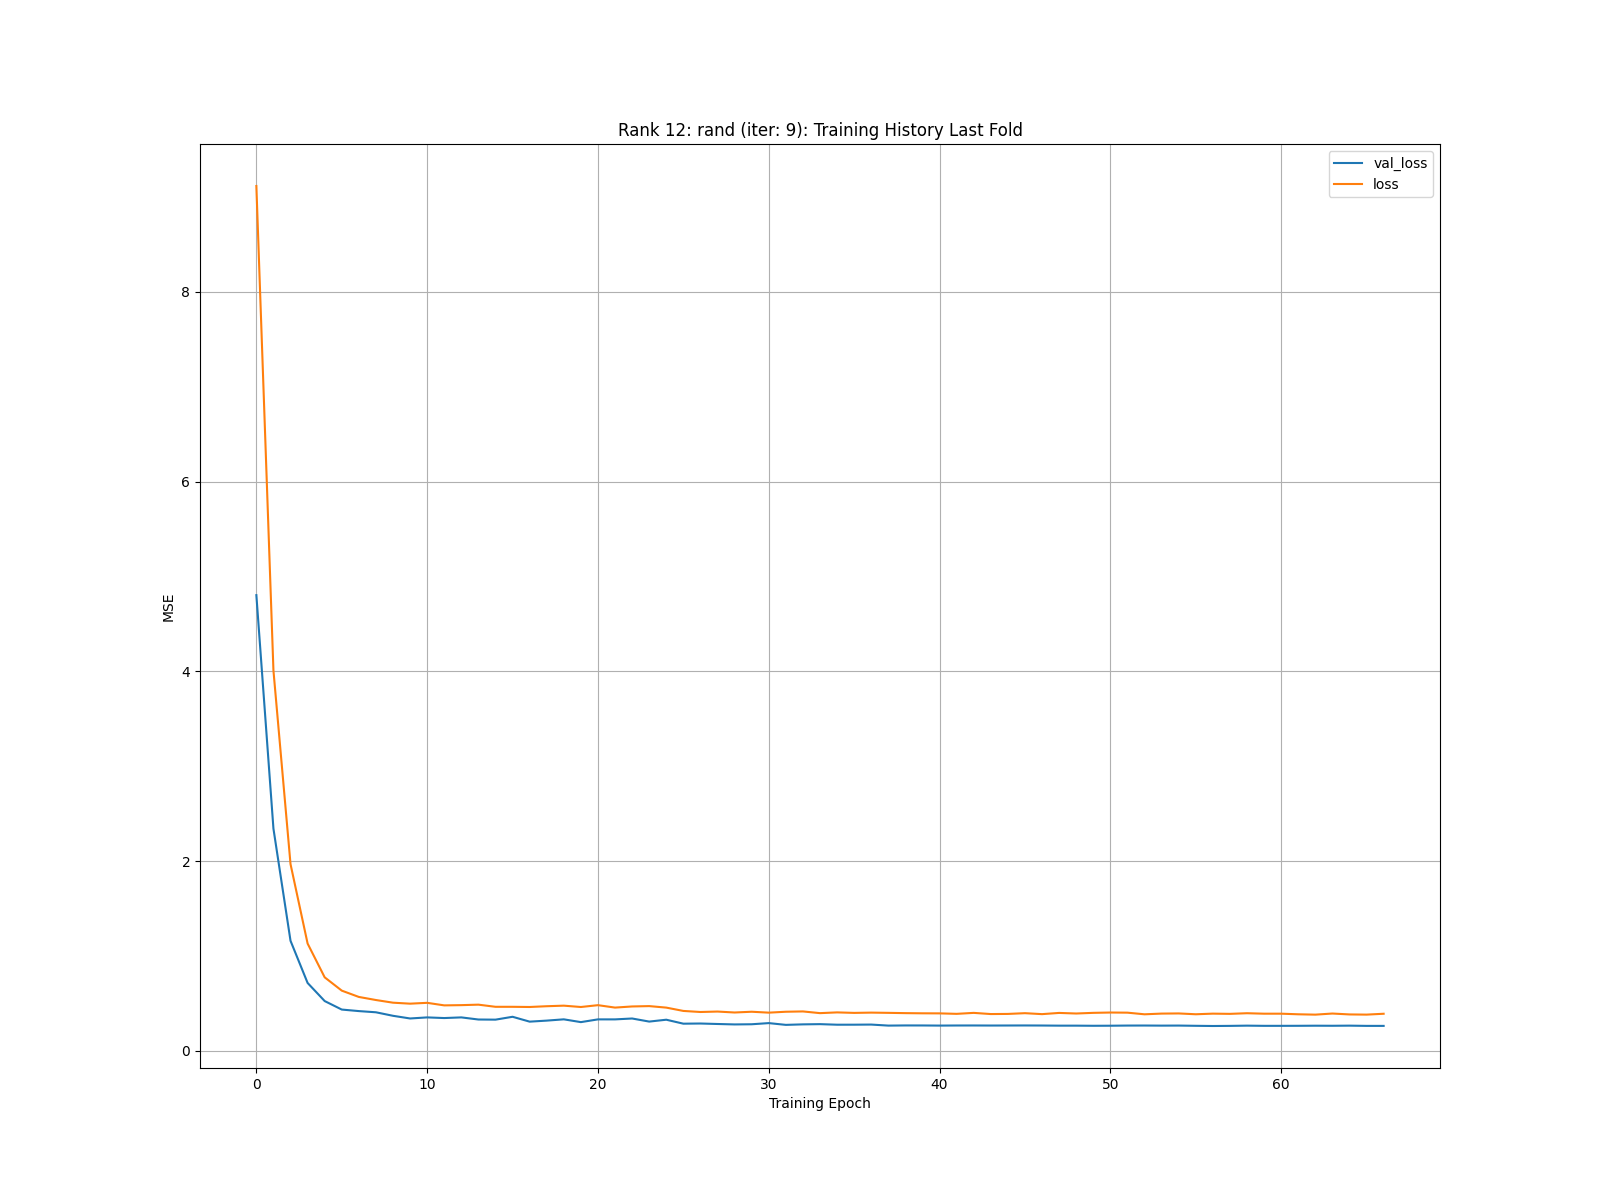 Rank 12: rand (iter: 9): Training History Last Fold
val_loss
loss
8
6
4
2
0
MSE
0 10 20 30 40 50 60
Training Epoch